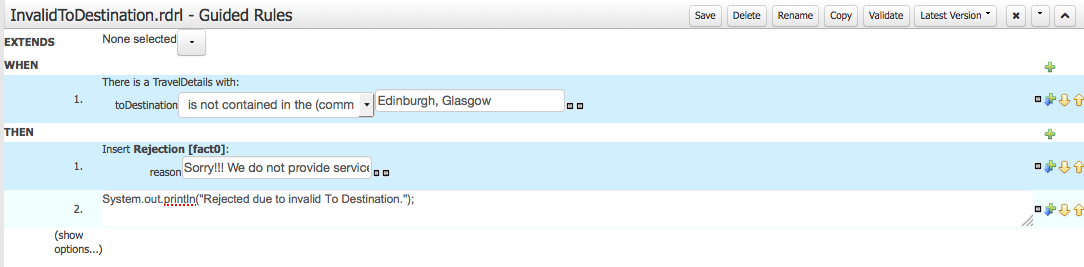 InvalidToDestination.rdrl - Guided Rules
Save Delete Rename Copy Validate Latest Version
EXTENDS None selected
WHEN
There is a TravelDetails with:
1. toDestination is not contained in the (comm Edinburgh, Glasgow
THEN
Insert Rejection [fact0]:
1. reason Sorry!!! We do not provide service
2. System.out.println("Rejected due to invalid To Destination.");
(show
options...)